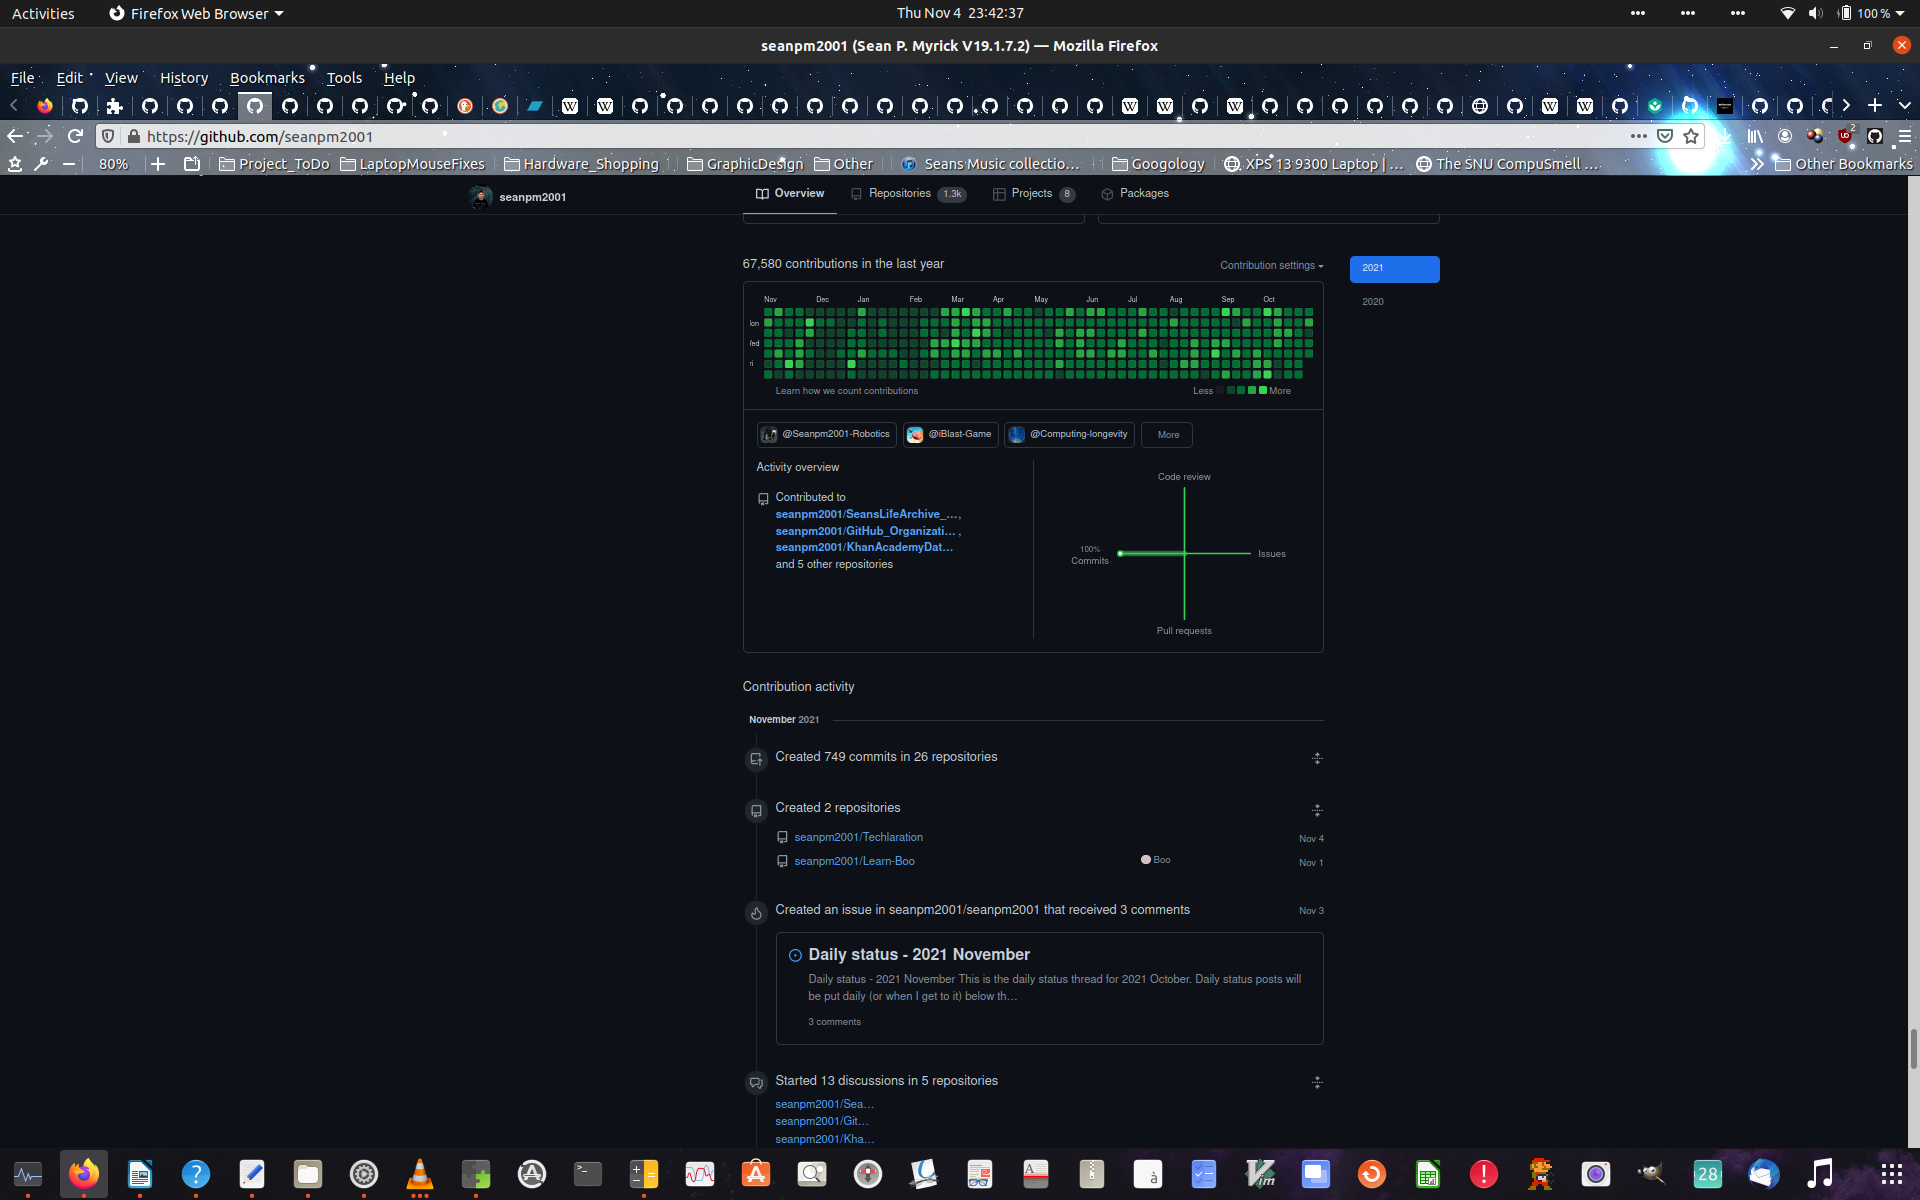 Activities
Firefox Web Browser
Thu Nov 4 23:42:37
100 %
seanpm2001 (Sean P. Myrick V19.1.7.2) — Mozilla Firefox
File Edit View History Bookmarks Tools Help
https://github.com/seanpm2001
2
80%
Project_ToDo
LaptopMouseFixes
Hardware_Shopping
GraphicDesign
Other
Seans Music collectio...
Googology
XPS 13 9300 Laptop | ...
The SNU CompuSmell ...
Other Bookmarks
seanpm2001
Overview
Repositories 1.3k
Projects 8
Packages
67,580 contributions in the last year
Contribution settings
2021
2020
Nov Dec Jan Feb Mar Apr May Jun Jul Aug Sep Oct
Learn how we count contributions
Less
More
@Seanpm2001-Robotics
@iBlast-Game
@Computing-longevity
More
Activity overview
Contributed to
seanpm2001/SeansLifeArchive_... ,
seanpm2001/GitHub_Organizati... ,
seanpm2001/KhanAcademyDat...
and 5 other repositories
Code review
100%
Commits
Issues
Pull requests
Contribution activity
November 2021
Created 749 commits in 26 repositories
Created 2 repositories
seanpm2001/Techlaration
Nov 4
seanpm2001/Learn-Boo
Boo
Nov 1
Created an issue in seanpm2001/seanpm2001 that received 3 comments
Nov 3
Daily status - 2021 November
Daily status - 2021 November This is the daily status thread for 2021 October. Daily status posts will
be put daily (or when I get to it) below th...
3 comments
Started 13 discussions in 5 repositories
seanpm2001/Sea...
seanpm2001/Git...
seanpm2001/Kha...
28